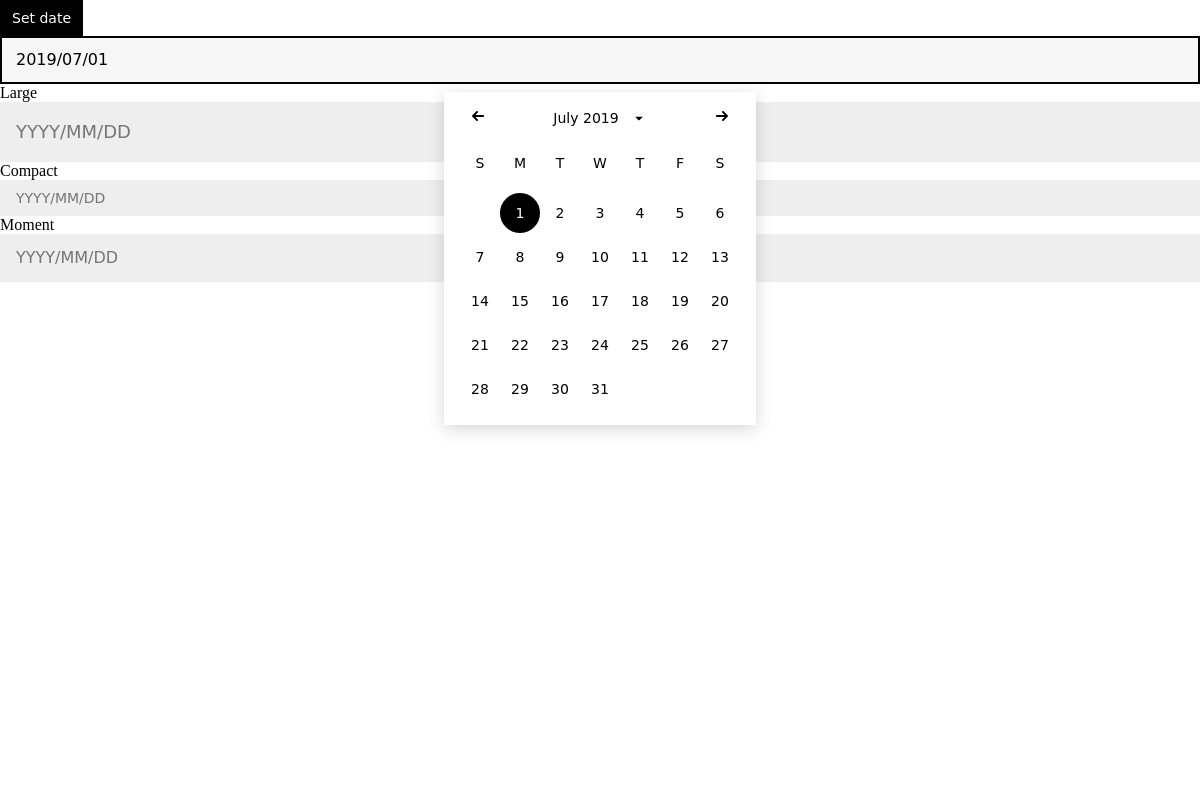 Set date
2019/07/01
Large
YYYY/MM/DD
Compact
YYYY/MM/DD
Moment
YYYY/MM/DD
July 2019
S M T W T F S
1 2 3 4 5 6
7 8 9 10 11 12 13
14 15 16 17 18 19 20
21 22 23 24 25 26 27
28 29 30 31